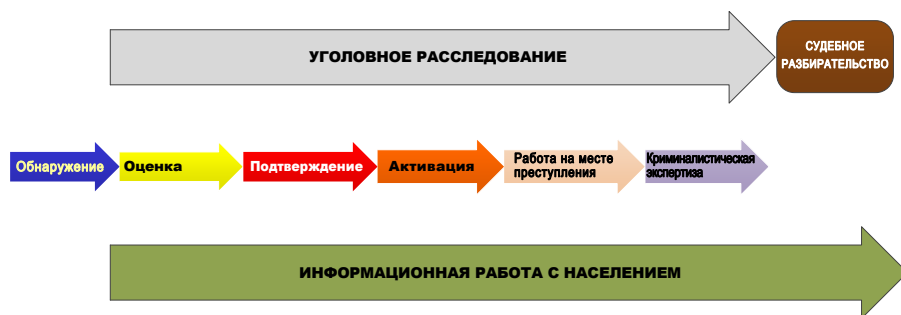 УГОЛОВНОЕ РАССЛЕДОВАНИЕ
СУДЕБНОЕ
РАЗБИРАТЕЛЬСТВО
Обнаружение
Оценка
Подтверждение
Активация
Работа на месте
преступления
Криминалистическая
экспертиза
ИНФОРМАЦИОННАЯ РАБОТА С НАСЕЛЕНИЕМ